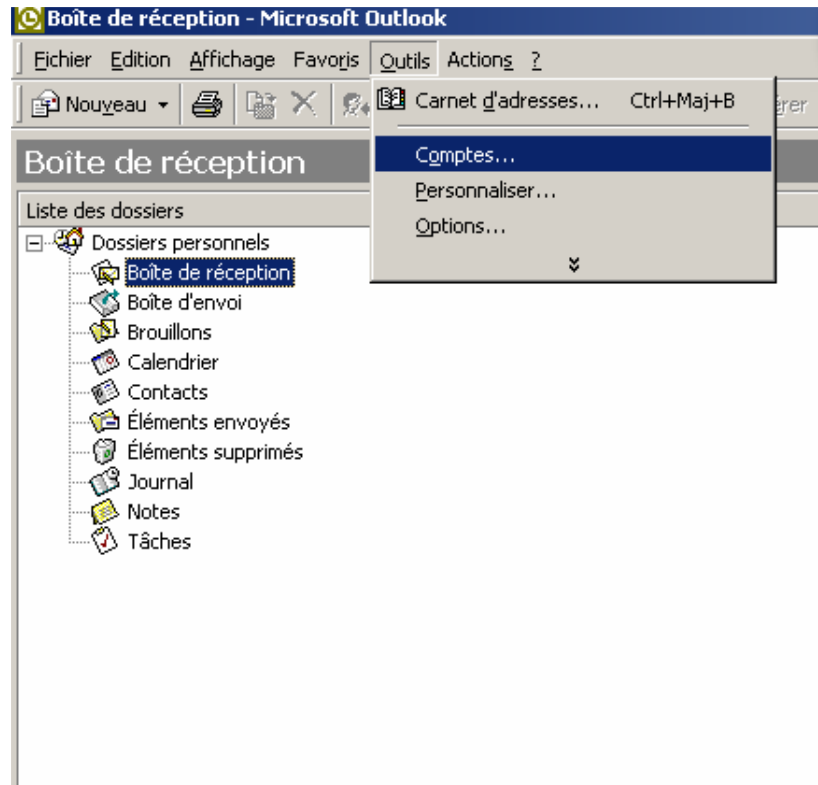 Boîte de réception - Microsoft Outlook
Fichier Edition Affichage Favoris Outils Actions ?
Nouveau
Carnet d'adresses... Ctrl+Maj+B
Comptes...
Personnaliser...
Options...
Boîte de réception
Liste des dossiers
Dossiers personnels
Boîte de réception
Boîte d'envoi
Brouillons
Calendrier
Contacts
Éléments envoyés
Éléments supprimés
Journal
Notes
Tâches